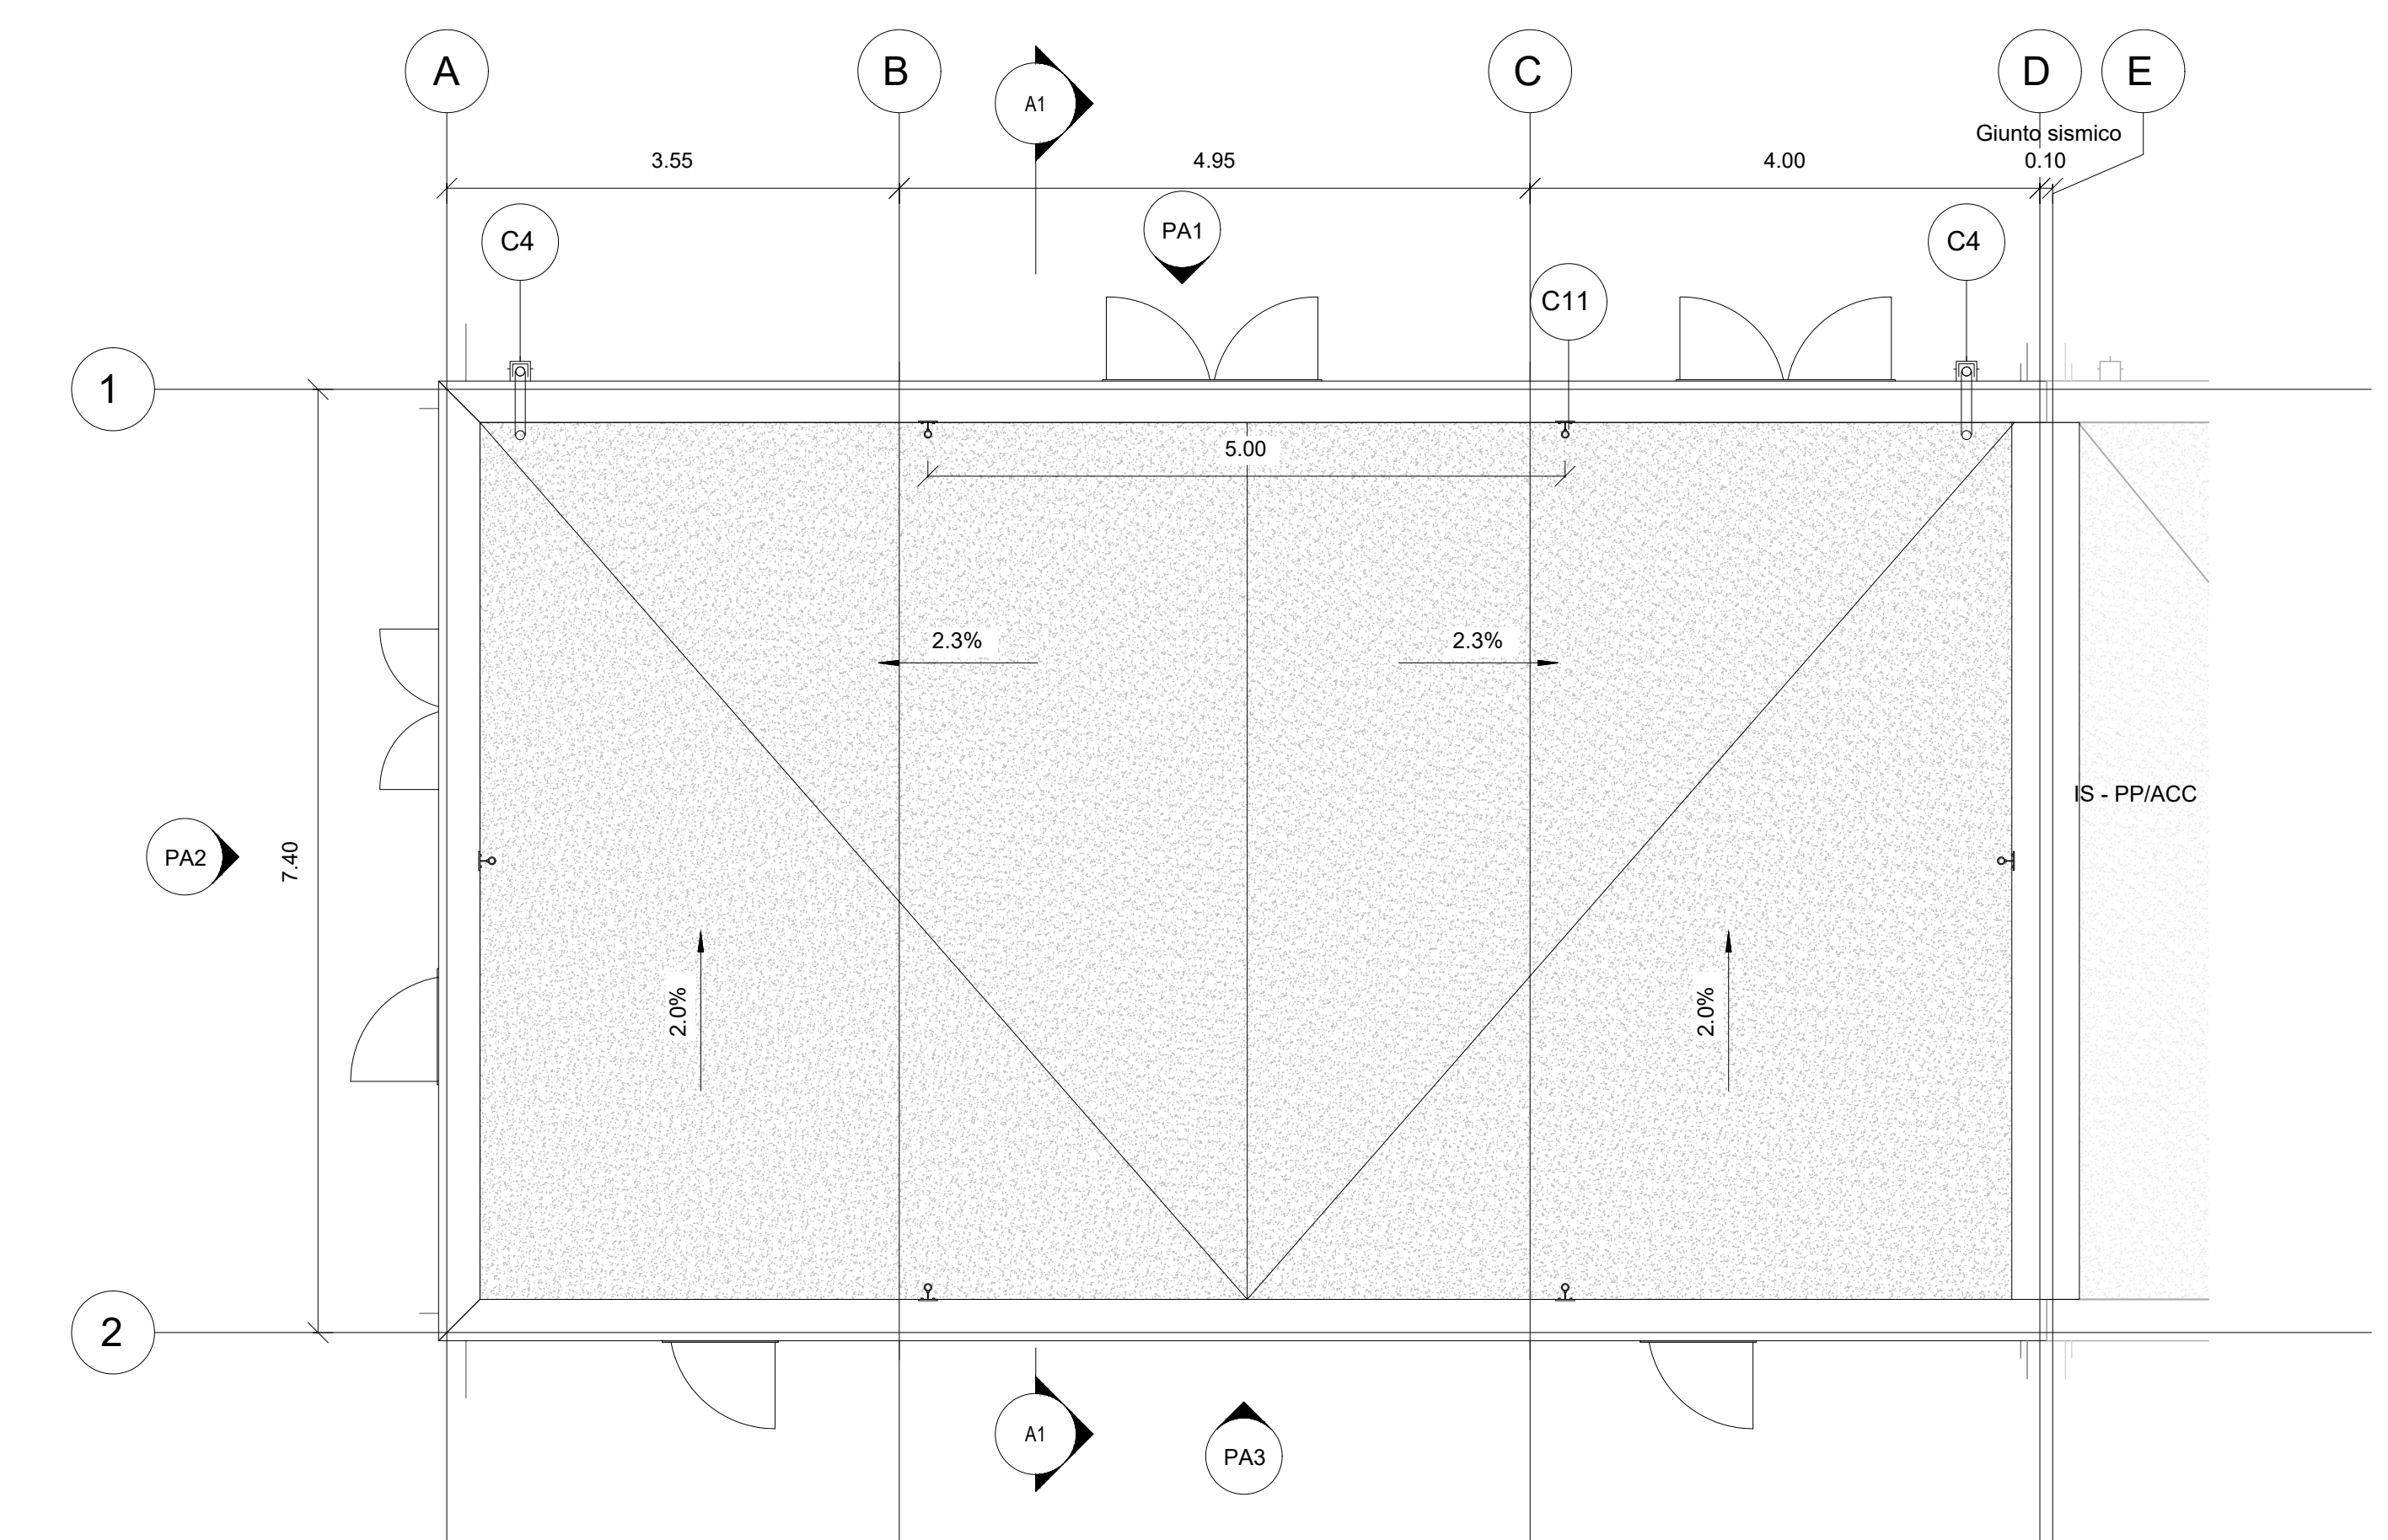 A
B
A1
C
D
E
Giunto sismico
3.55
4.95
4.00
0.10
C4
PA1
C4
C11
1
5.00
2.3%
2.3%
IS - PP/ACC
PA2
7.40
2.0%
2.0%
2
A1
PA3